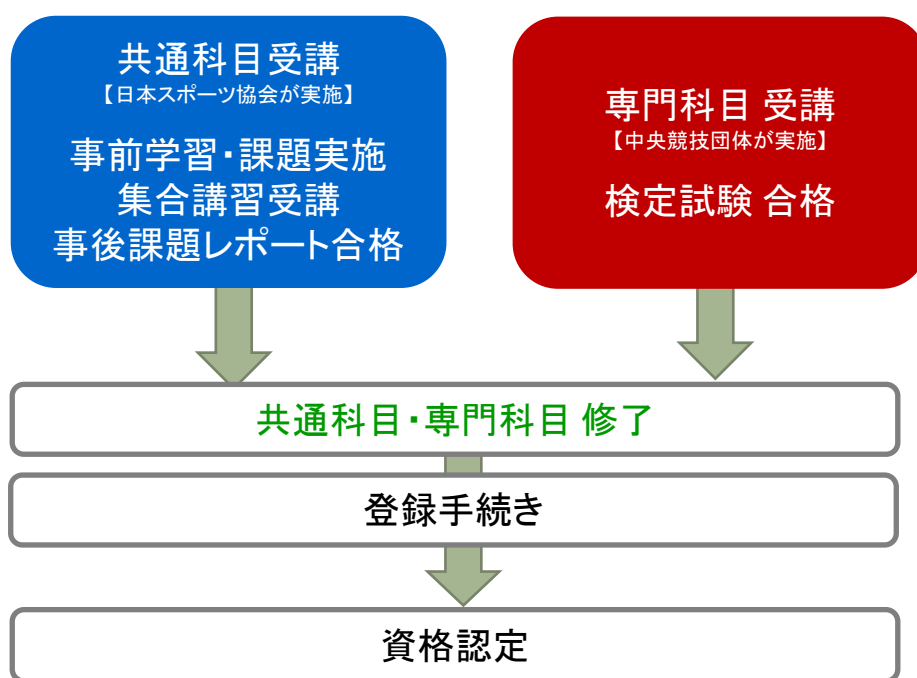 共通科目受講
【日本スポーツ協会が実施】
事前学習・課題実施
集合講習受講
事後課題レポート合格
専門科目 受講
【中央競技団体が実施】
検定試験 合格
共通科目・専門科目 修了
登録手続き
資格認定